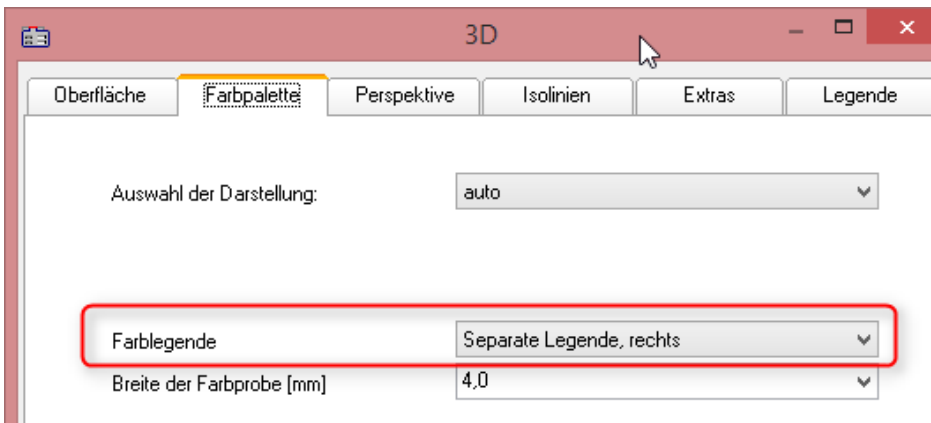 3D
Oberfläche Farbpalette Perspektive Isolinien Extras Legende
Auswahl der Darstellung: auto
Farblegende Separate Legende, rechts
Breite der Farbprobe [mm] 4,0